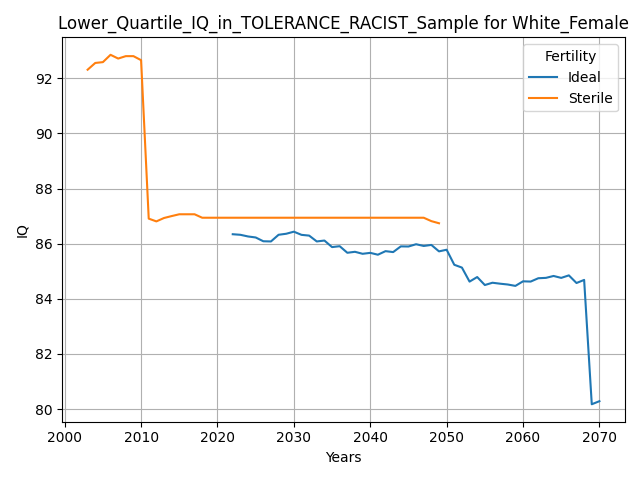 Lower_Quartile_IQ_in_TOLERANCE_RACIST_Sample for White_Female
Fertility
Ideal
Sterile
IQ
92
90
88
86
84
82
80
2000 2010 2020 2030 2040 2050 2060 2070
Years